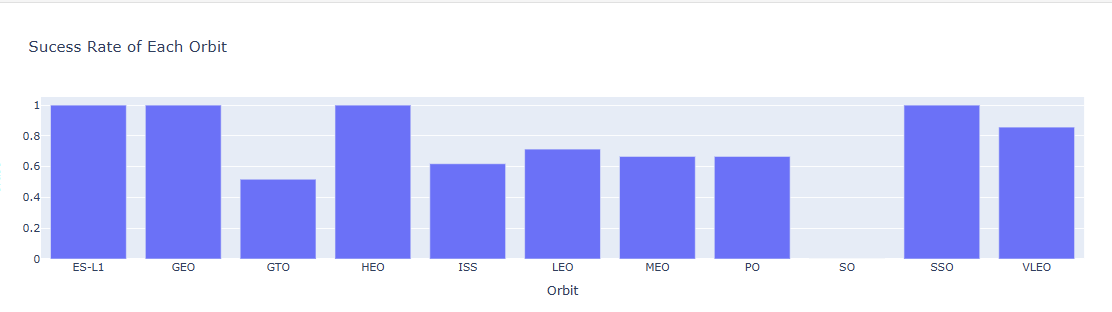 Sucess Rate of Each Orbit
1
0.8
0.6
0.4
0.2
0
ES-L1 GEO GTO HEO ISS LEO MEO PO SO SSO VLEO
Orbit